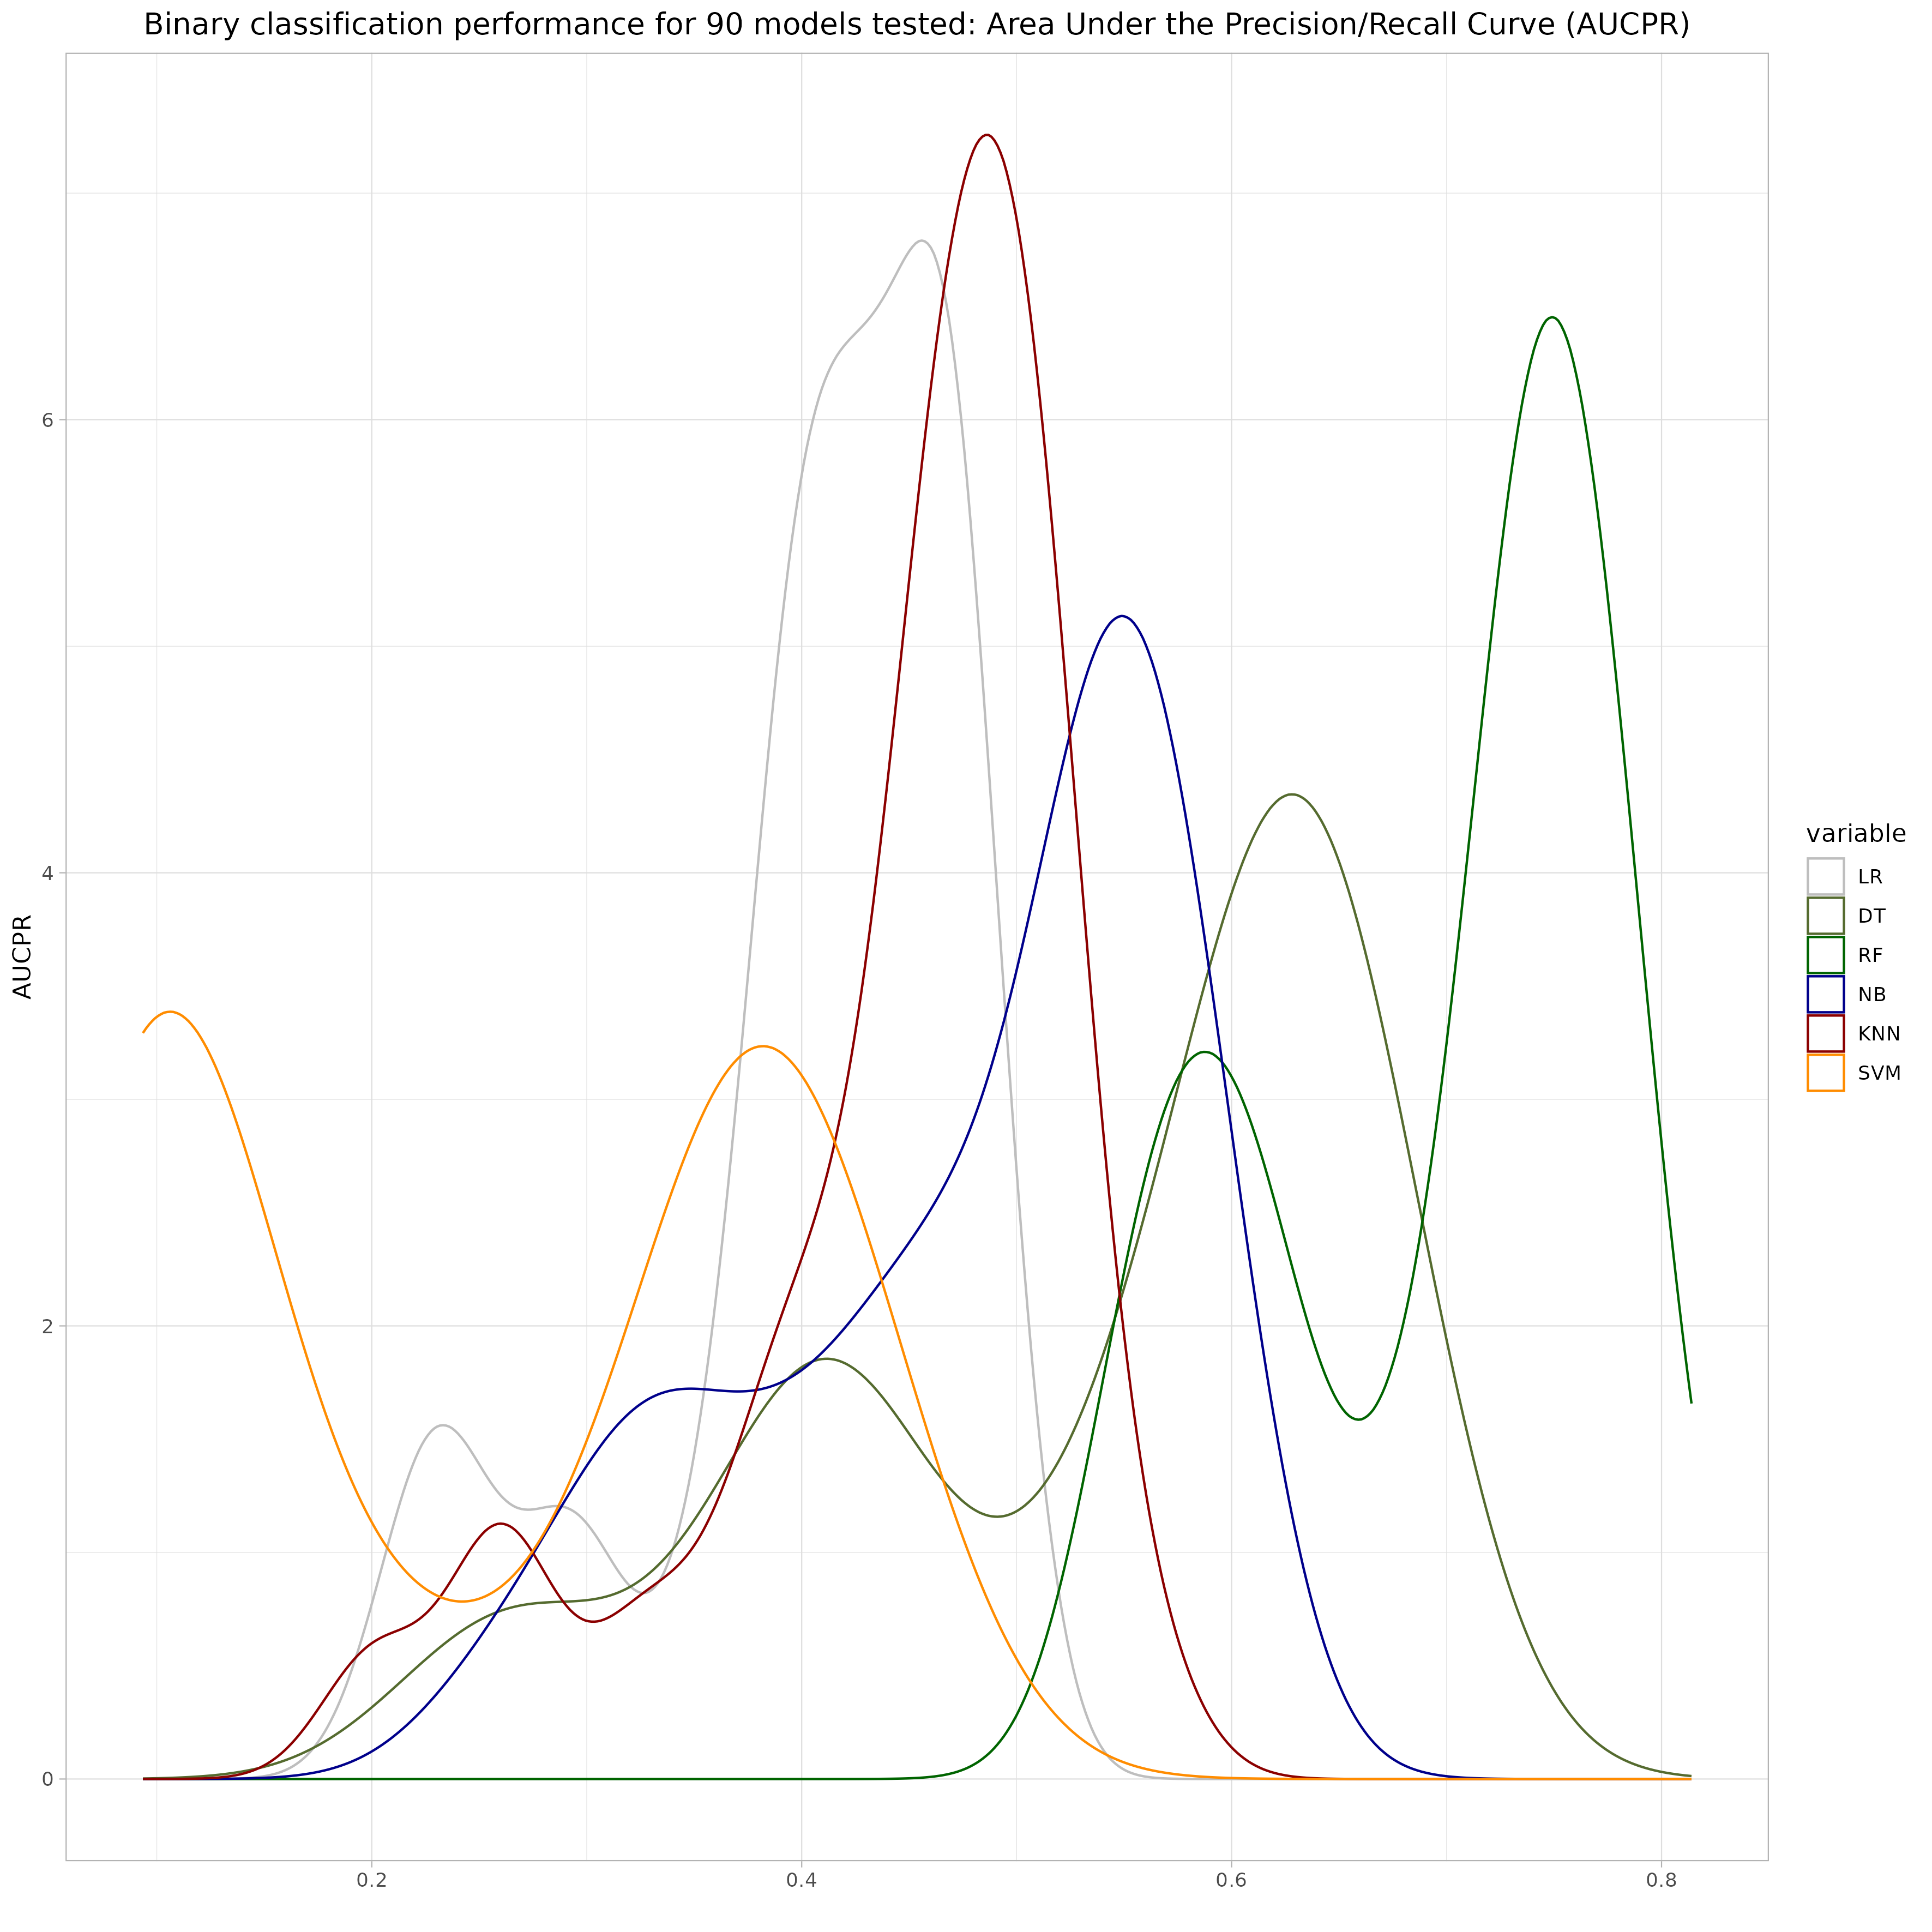 Binary classification performance for 90 models tested: Area Under the Precision/Recall Curve (AUCPR)
6
4
2
0
AUCPR
0.2
0.4
0.6
0.8
variable
LR
DT
RF
NB
KNN
SVM